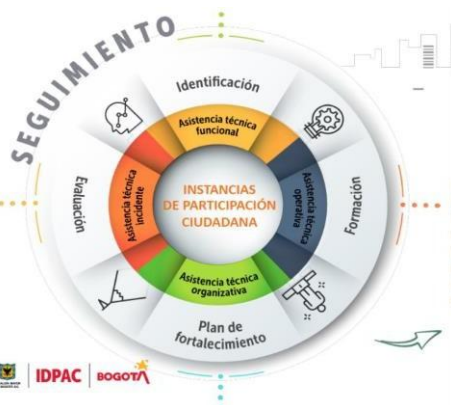 SEGUIMIENTO
Identificación
Asistencia técnica
funcional
Formación
Asistencia técnica
operativa
INSTANCIAS
DE PARTICIPACIÓN
CIUDADANA
Evaluación
Asistencia técnica
incidente
Asistencia técnica
organizativa
Plan de
fortalecimiento
IDPAC
BOGOTÁ